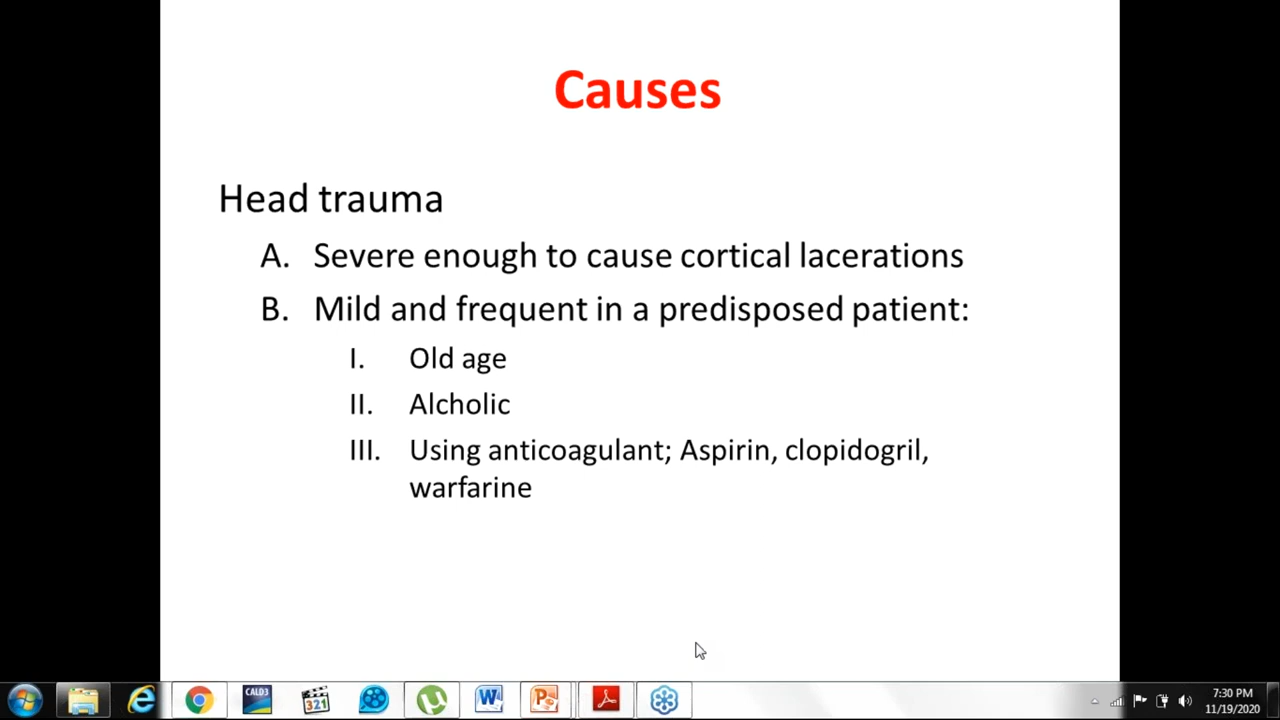 Causes
Head trauma
A. Severe enough to cause cortical lacerations
B. Mild and frequent in a predisposed patient:
I. Old age
II. Alcholic
III. Using anticoagulant; Aspirin, clopidogril,
warfarine
CALD3
321
7:30 PM
11/19/2020